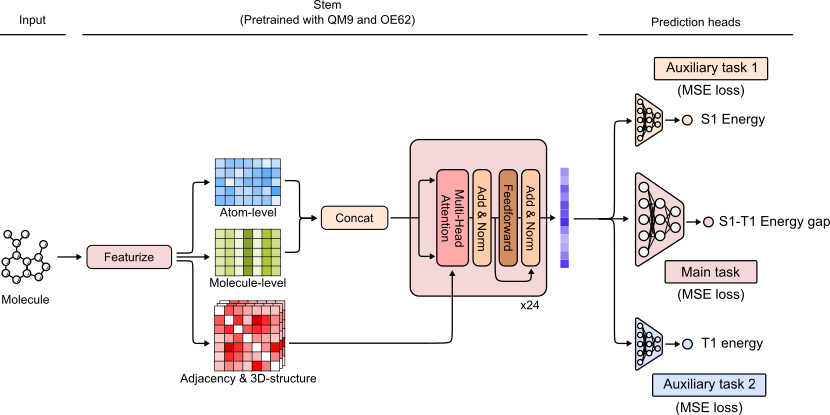 Input
Stem
(Pretrained with QM9 and OE62)
Prediction heads
Auxiliary task 1
(MSE loss)
S1 Energy
Atom-level
Concat
Multi-Head
Attention
Add & Norm
Feedforward
Add & Norm
S1-T1 Energy gap
Featurize
Molecule-level
Main task
(MSE loss)
Molecule
x24
T1 energy
Adjacency & 3D-structure
Auxiliary task 2
(MSE loss)